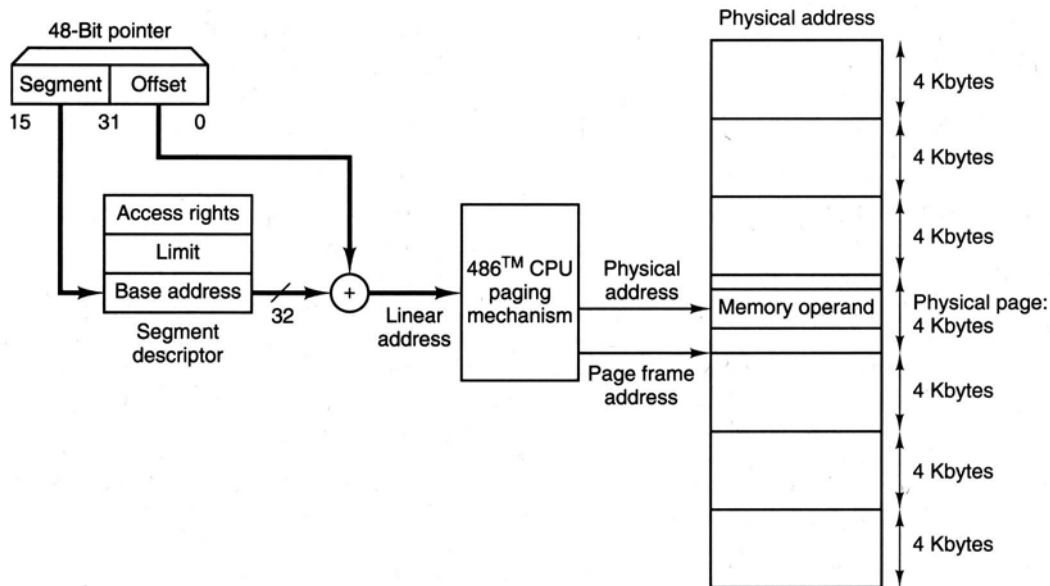 48-Bit pointer
Segment
Offset
15
31
0
Access rights
Limit
Base address
Segment
descriptor
32
+
Linear
address
486TM CPU
paging
mechanism
Physical
address
Page frame
address
Physical address
Memory operand
4 Kbytes
4 Kbytes
4 Kbytes
Physical page:
4 Kbytes
4 Kbytes
4 Kbytes
4 Kbytes